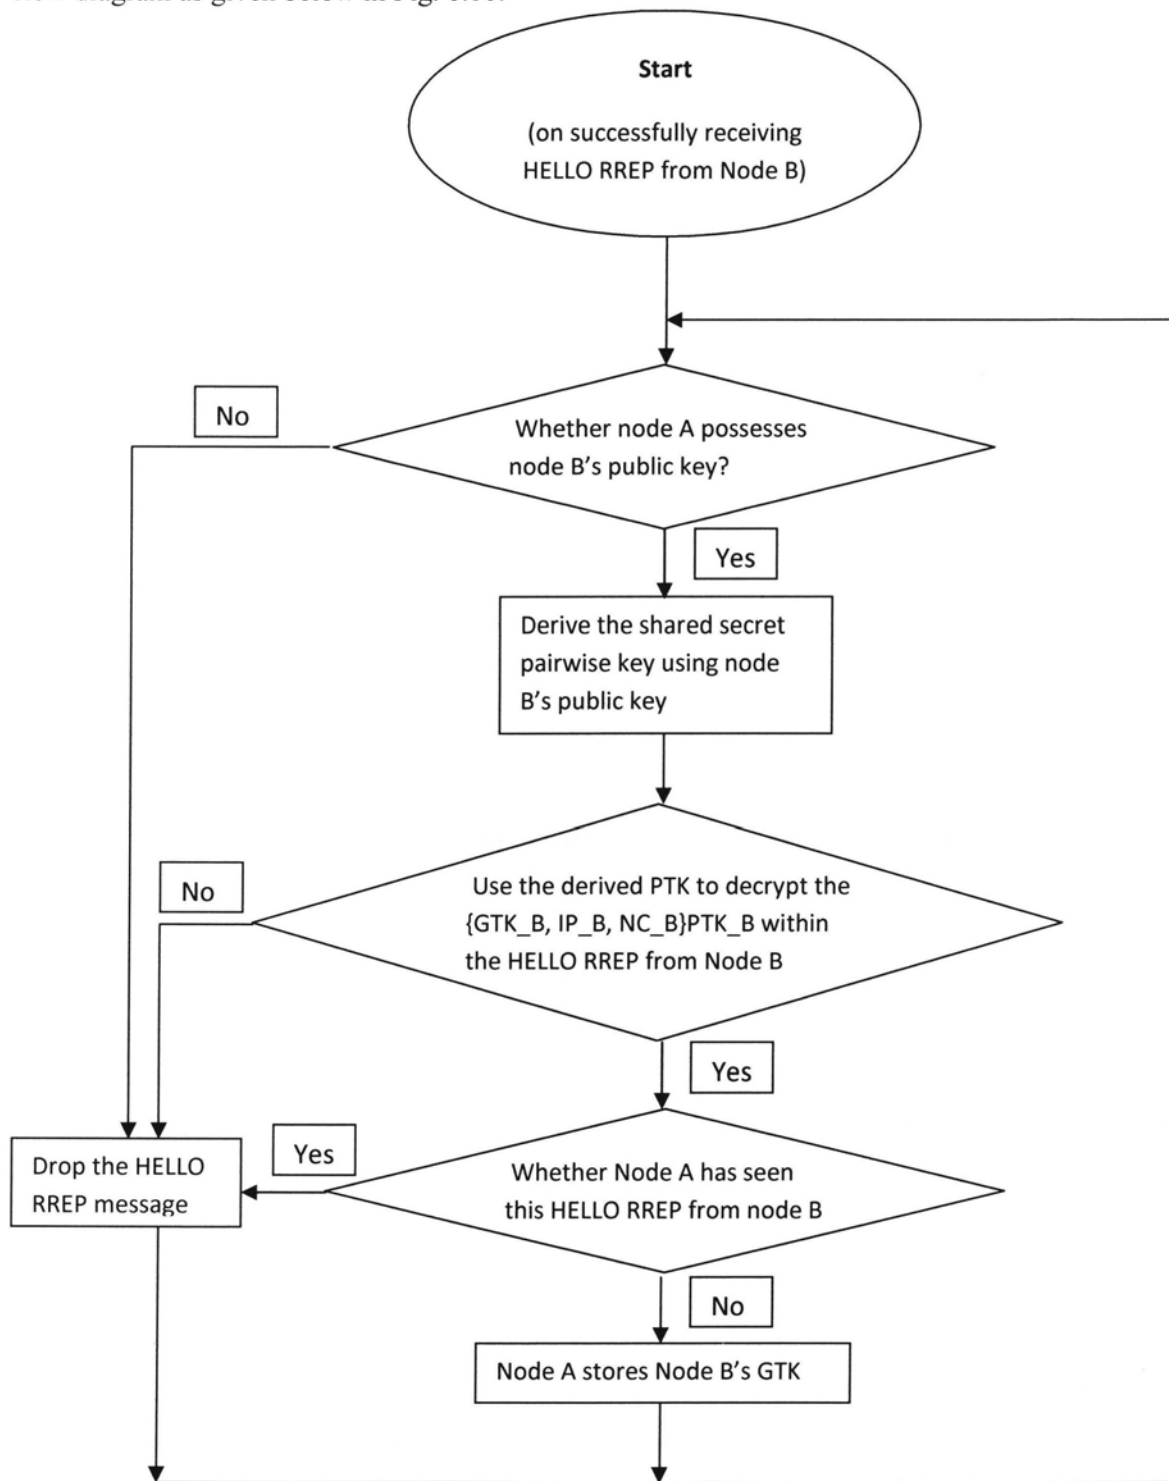 Start
(on successfully receiving
HELLO RREP from Node B)
No
Whether node A possesses
node B's public key?
Yes
Derive the shared secret
pairwise key using node
B's public key
No
Use the derived PTK to decrypt the
{GTK_B, IP_B, NC_B}PTK_B within
the HELLO RREP from Node B
Yes
Drop the HELLO
RREP message
Yes
Whether Node A has seen
this HELLO RREP from node B
No
Node A stores Node B's GTK